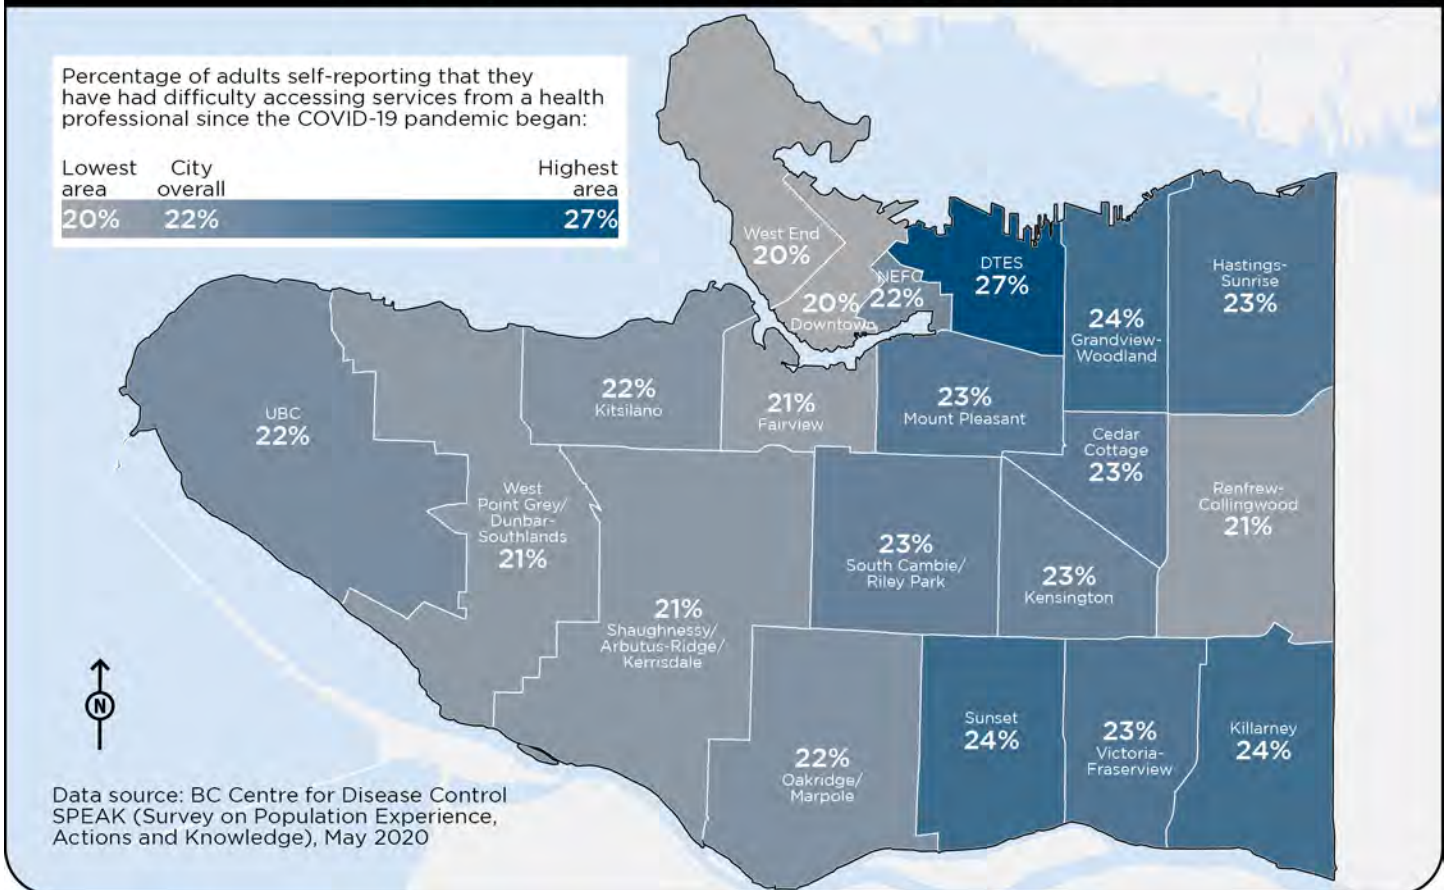 Percentage of adults self-reporting that they
have had difficulty accessing services from a health
professional since the COVID-19 pandemic began:
Lowest area
City overall
Highest area
20%
22%
27%
West End
20%
20%
Downtown
NEFC
22%
DTES
27%
24%
Grandview-
Woodland
Hastings-
Sunrise
23%
UBC
22%
22%
Kitsilano
21%
Fairview
23%
Mount Pleasant
Cedar
Cottage
23%
Renfrew-
Collingwood
21%
West
Point Grey/
Dunbar-
Southlands
21%
21%
Shaughnessy/
Arbutus-Ridge/
Kerrisdale
23%
South Cambie/
Riley Park
23%
Kensington
22%
Oakridge/
Marpole
Sunset
24%
23%
Victoria-
Fraserview
Killarney
24%
N
Data source: BC Centre for Disease Control
SPEAK (Survey on Population Experience,
Actions and Knowledge), May 2020